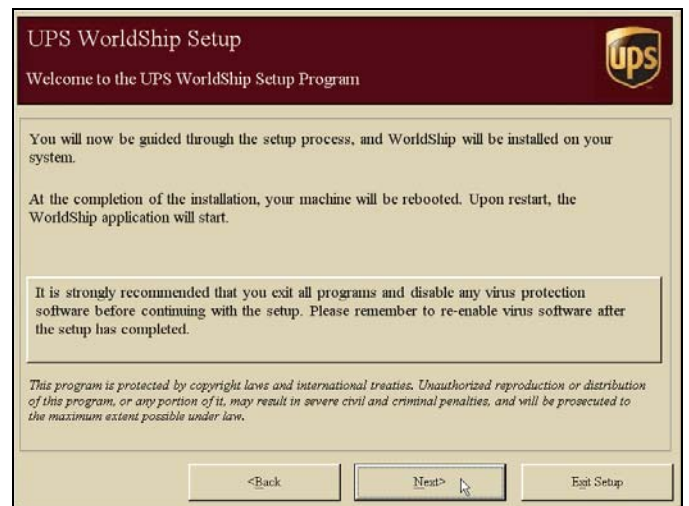 UPS WorldShip Setup
Welcome to the UPS WorldShip Setup Program
ups
You will now be guided through the setup process, and WorldShip will be installed on your
system.
At the completion of the installation, your machine will be rebooted. Upon restart, the
WorldShip application will start.
It is strongly recommended that you exit all programs and disable any virus protection
software before continuing with the setup. Please remember to re-enable virus software after
the setup has completed.
This program is protected by copyright laws and international treaties. Unauthorized reproduction or distribution
of this program, or any portion of it, may result in severe civil and criminal penalties, and will be prosecuted to
the maximum extent possible under law.
<Back
Next>
Exit Setup